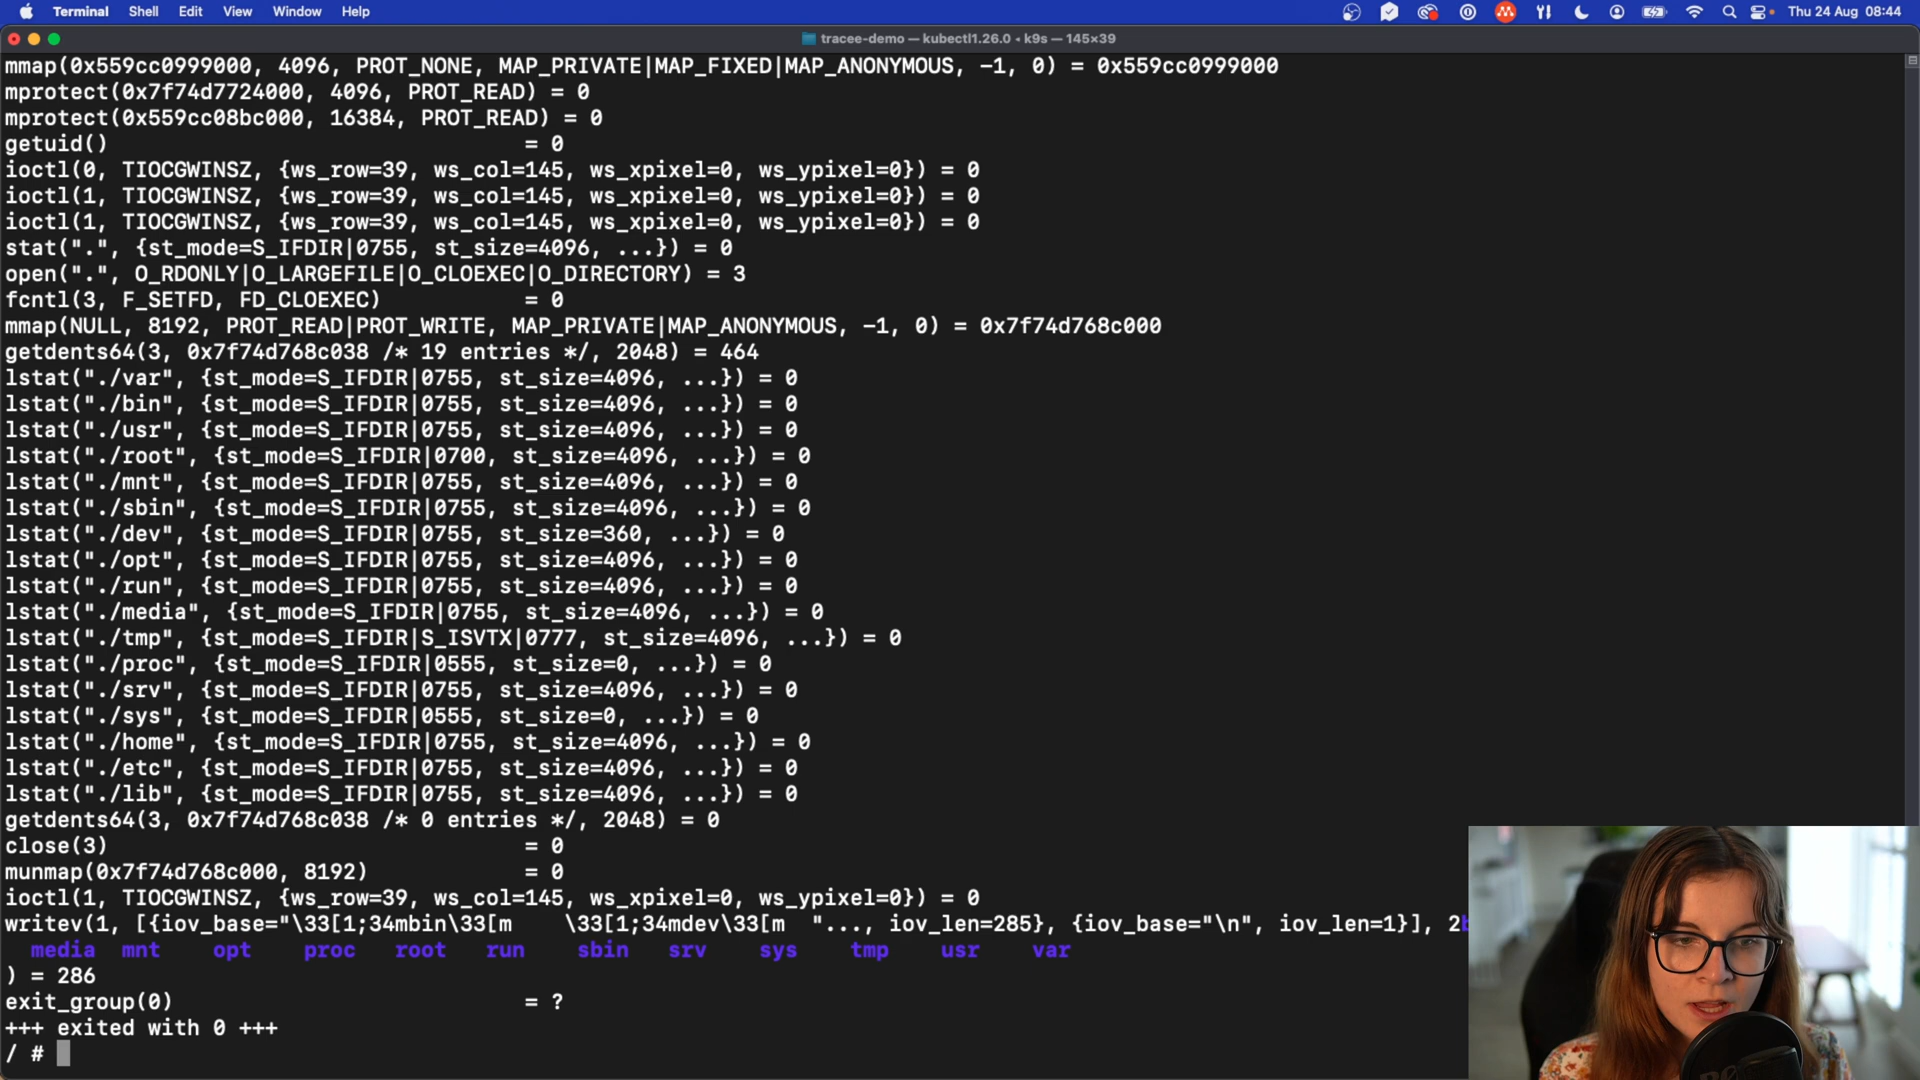 Terminal Shell Edit View Window Help Thu 24 Aug 08:44
tracee-demo — kubectl1.26.0 ◂ k9s — 145×39
mmap(0x559cc0999000, 4096, PROT_NONE, MAP_PRIVATE|MAP_FIXED|MAP_ANONYMOUS, -1, 0) = 0x559cc0999000
mprotect(0x7f74d7724000, 4096, PROT_READ) = 0
mprotect(0x559cc08bc000, 16384, PROT_READ) = 0
getuid() = 0
ioctl(0, TIOCGWINSZ, {ws_row=39, ws_col=145, ws_xpixel=0, ws_ypixel=0}) = 0
ioctl(1, TIOCGWINSZ, {ws_row=39, ws_col=145, ws_xpixel=0, ws_ypixel=0}) = 0
ioctl(1, TIOCGWINSZ, {ws_row=39, ws_col=145, ws_xpixel=0, ws_ypixel=0}) = 0
stat(".", {st_mode=S_IFDIR|0755, st_size=4096, ...}) = 0
open(".", O_RDONLY|O_LARGEFILE|O_CLOEXEC|O_DIRECTORY) = 3
fcntl(3, F_SETFD, FD_CLOEXEC) = 0
mmap(NULL, 8192, PROT_READ|PROT_WRITE, MAP_PRIVATE|MAP_ANONYMOUS, -1, 0) = 0x7f74d768c000
getdents64(3, 0x7f74d768c038 /* 19 entries */, 2048) = 464
lstat("./var", {st_mode=S_IFDIR|0755, st_size=4096, ...}) = 0
lstat("./bin", {st_mode=S_IFDIR|0755, st_size=4096, ...}) = 0
lstat("./usr", {st_mode=S_IFDIR|0755, st_size=4096, ...}) = 0
lstat("./root", {st_mode=S_IFDIR|0700, st_size=4096, ...}) = 0
lstat("./mnt", {st_mode=S_IFDIR|0755, st_size=4096, ...}) = 0
lstat("./sbin", {st_mode=S_IFDIR|0755, st_size=4096, ...}) = 0
lstat("./dev", {st_mode=S_IFDIR|0755, st_size=360, ...}) = 0
lstat("./opt", {st_mode=S_IFDIR|0755, st_size=4096, ...}) = 0
lstat("./run", {st_mode=S_IFDIR|0755, st_size=4096, ...}) = 0
lstat("./media", {st_mode=S_IFDIR|0755, st_size=4096, ...}) = 0
lstat("./tmp", {st_mode=S_IFDIR|S_ISVTX|0777, st_size=4096, ...}) = 0
lstat("./proc", {st_mode=S_IFDIR|0555, st_size=0, ...}) = 0
lstat("./srv", {st_mode=S_IFDIR|0755, st_size=4096, ...}) = 0
lstat("./sys", {st_mode=S_IFDIR|0555, st_size=0, ...}) = 0
lstat("./home", {st_mode=S_IFDIR|0755, st_size=4096, ...}) = 0
lstat("./etc", {st_mode=S_IFDIR|0755, st_size=4096, ...}) = 0
lstat("./lib", {st_mode=S_IFDIR|0755, st_size=4096, ...}) = 0
getdents64(3, 0x7f74d768c038 /* 0 entries */, 2048) = 0
close(3) = 0
munmap(0x7f74d768c000, 8192) = 0
ioctl(1, TIOCGWINSZ, {ws_row=39, ws_col=145, ws_xpixel=0, ws_ypixel=0}) = 0
writev(1, [{iov_base="\33[1;34mbin\33[m \33[1;34mdev\33[m "..., iov_len=285}, {iov_base="\n", iov_len=1}], 2
media mnt opt proc root run sbin srv sys tmp usr var
) = 286
exit_group(0) = ?
+++ exited with 0 +++
/ #